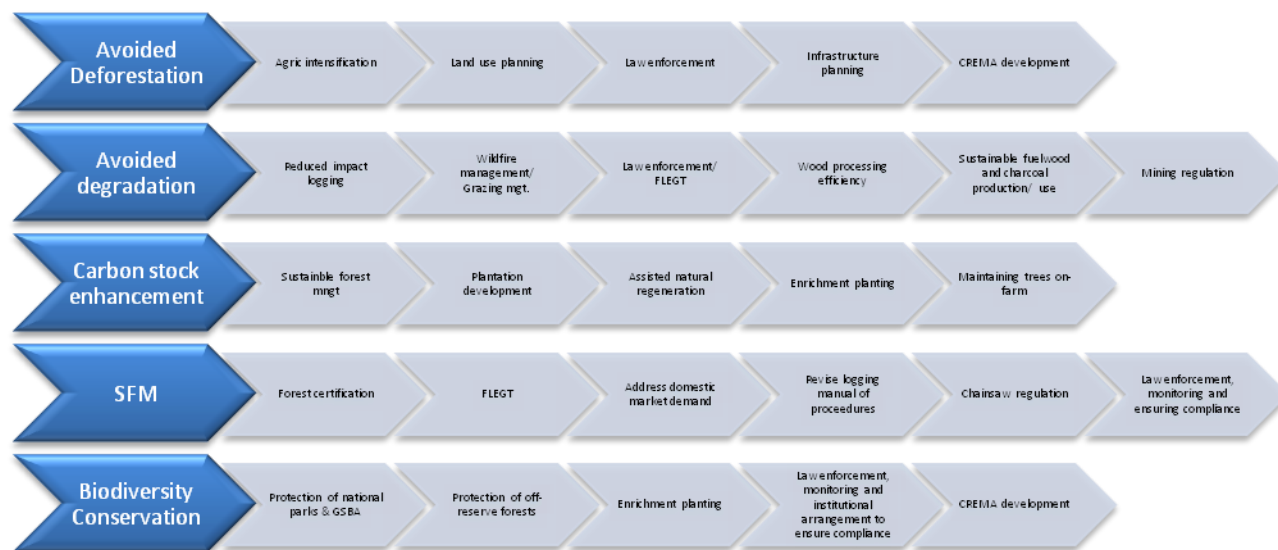 Avoided
Deforestation
Agric intensification
Land use planning
Law enforcement
Infrastructure
planning
CREMA development
Avoided
degradation
Reduced impact
logging
Wildfire
management/
Grazing mgt.
Law enforcement/
FLEGT
Wood processing
efficiency
Sustainable fuelwood
and charcoal
production/ use
Mining regulation
Carbon stock
enhancement
Sustainble forest
mngt
Plantation
development
Assisted natural
regeneration
Enrichment planting
Maintaining trees on-
farm
SFM
Forest certification
FLEGT
Address domestic
market demand
Revise logging
manual of
proceedures
Chainsaw regulation
Law enforcement,
monitoring and
ensuring compliance
Biodiversity
Conservation
Protection of national
parks & GSBA
Protection of off-
reserve forests
Enrichment planting
Law enforcement,
monitoring and
institutional
arrangement to
ensure compliance
CREMA development